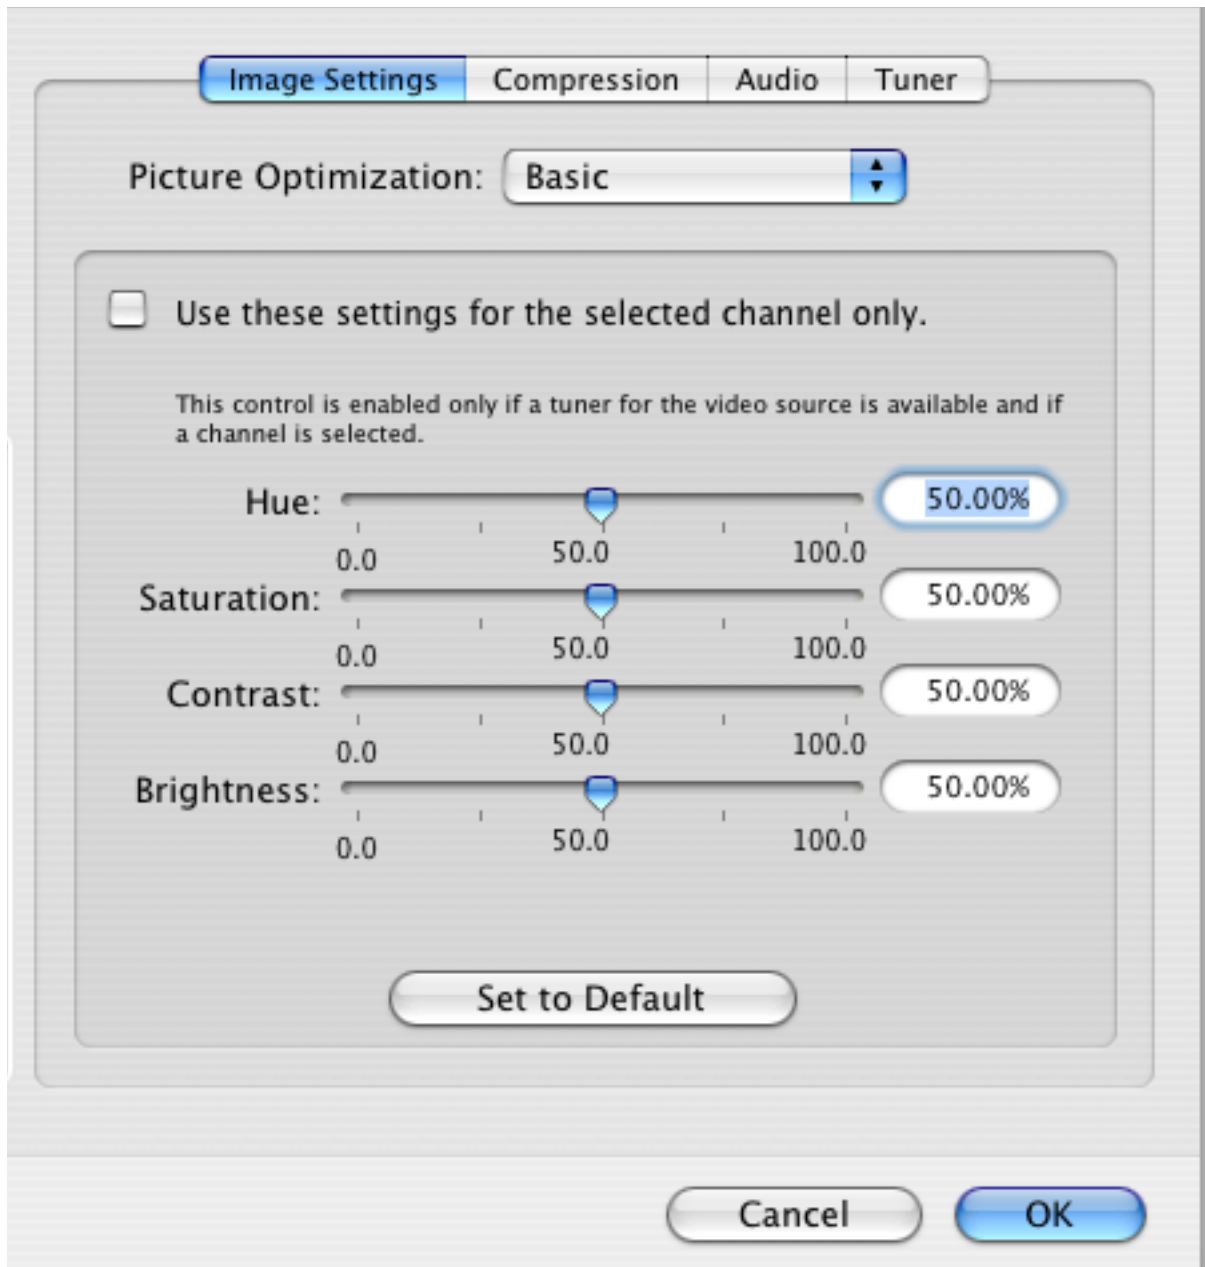 Image Settings Compression Audio Tuner
Picture Optimization: Basic
Use these settings for the selected channel only.
This control is enabled only if a tuner for the video source is available and if
a channel is selected.
Hue: 50.00%
0.0 50.0 100.0
Saturation: 50.00%
0.0 50.0 100.0
Contrast: 50.00%
0.0 50.0 100.0
Brightness: 50.00%
0.0 50.0 100.0
Set to Default
Cancel OK